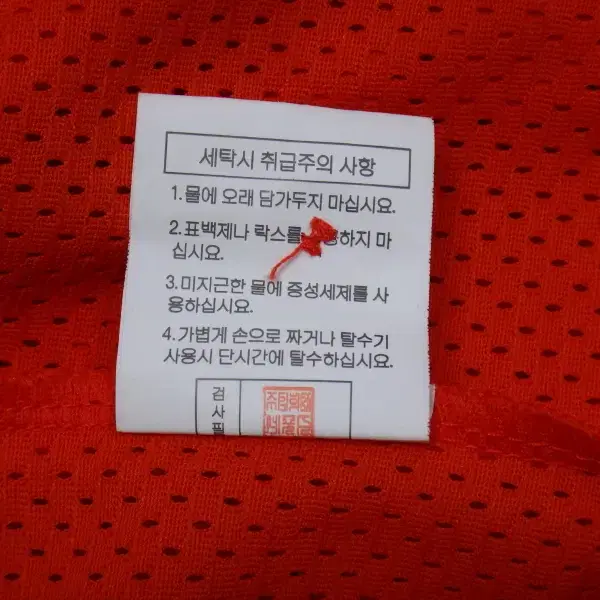 세탁시 취급주의 사항
1.물에 오래 담가두지 마십시요.
2.표백제나 락스를 하지 마
십시요.
3.미지근한 물에 중성세제를 사
용하십시요.
4.가볍게 손으로 짜거나 탈수기
사용시 단시간에 탈수하십시요.
검
사
필